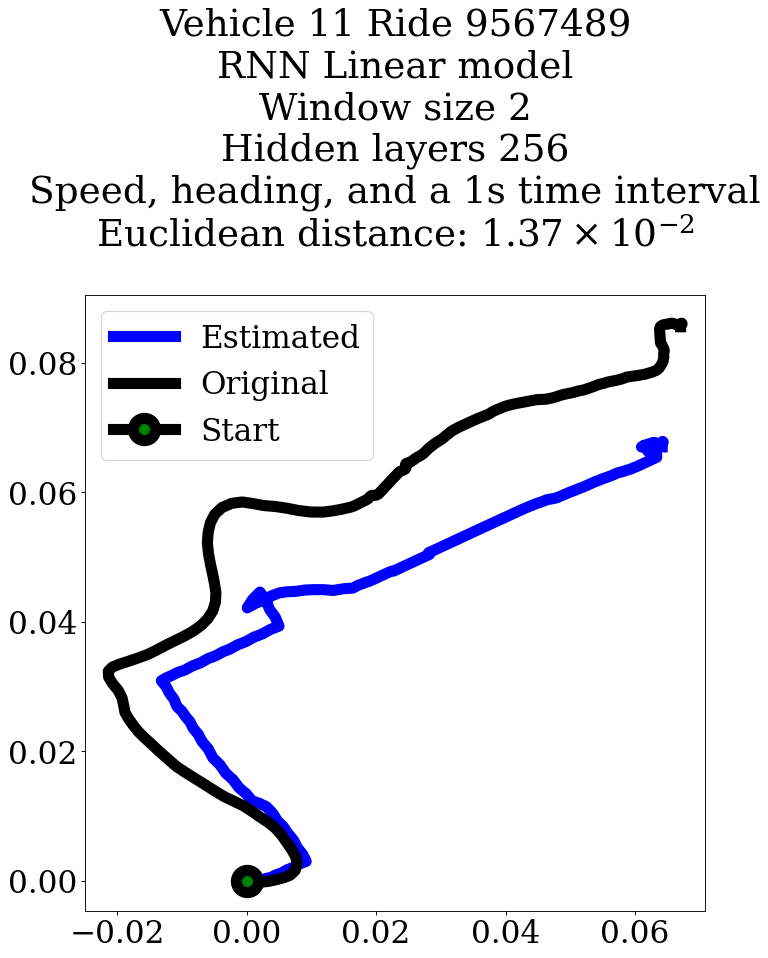 Vehicle 11 Ride 9567489
RNN Linear model
Window size 2
Hidden layers 256
Speed, heading, and a 1s time interval
Euclidean distance: 1.37 × 10⁻²
Estimated
Original
Start
0.08
0.06
0.04
0.02
0.00
−0.02 0.00 0.02 0.04 0.06